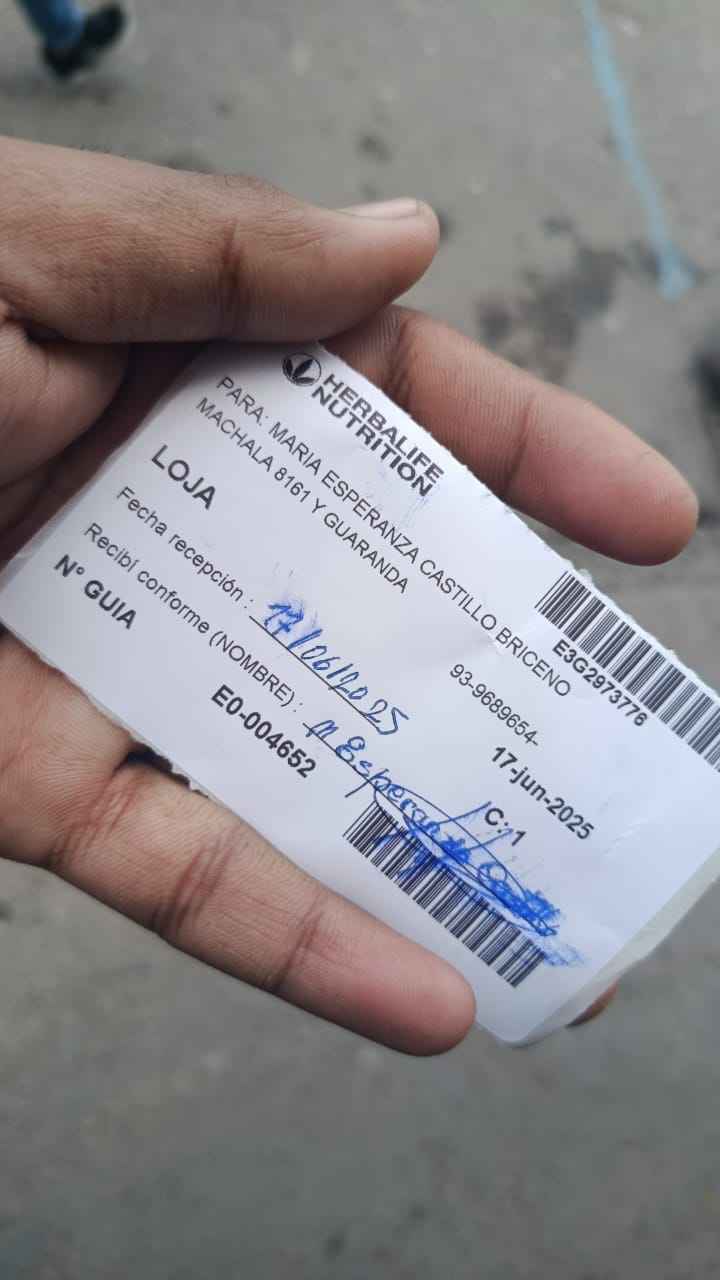 HERBALIFE
NUTRITION
PARA: MARIA ESPERANZA CASTILLO BRICENO
MACHALA 8161 Y GUARANDA
E3G2973776
93-9689654-
LOJA
17-jun-2025
Fecha recepción : 17/06/2025
C: 1
Recibí conforme (NOMBRE) : M Esperanza
Nº GUIA
E0-004652